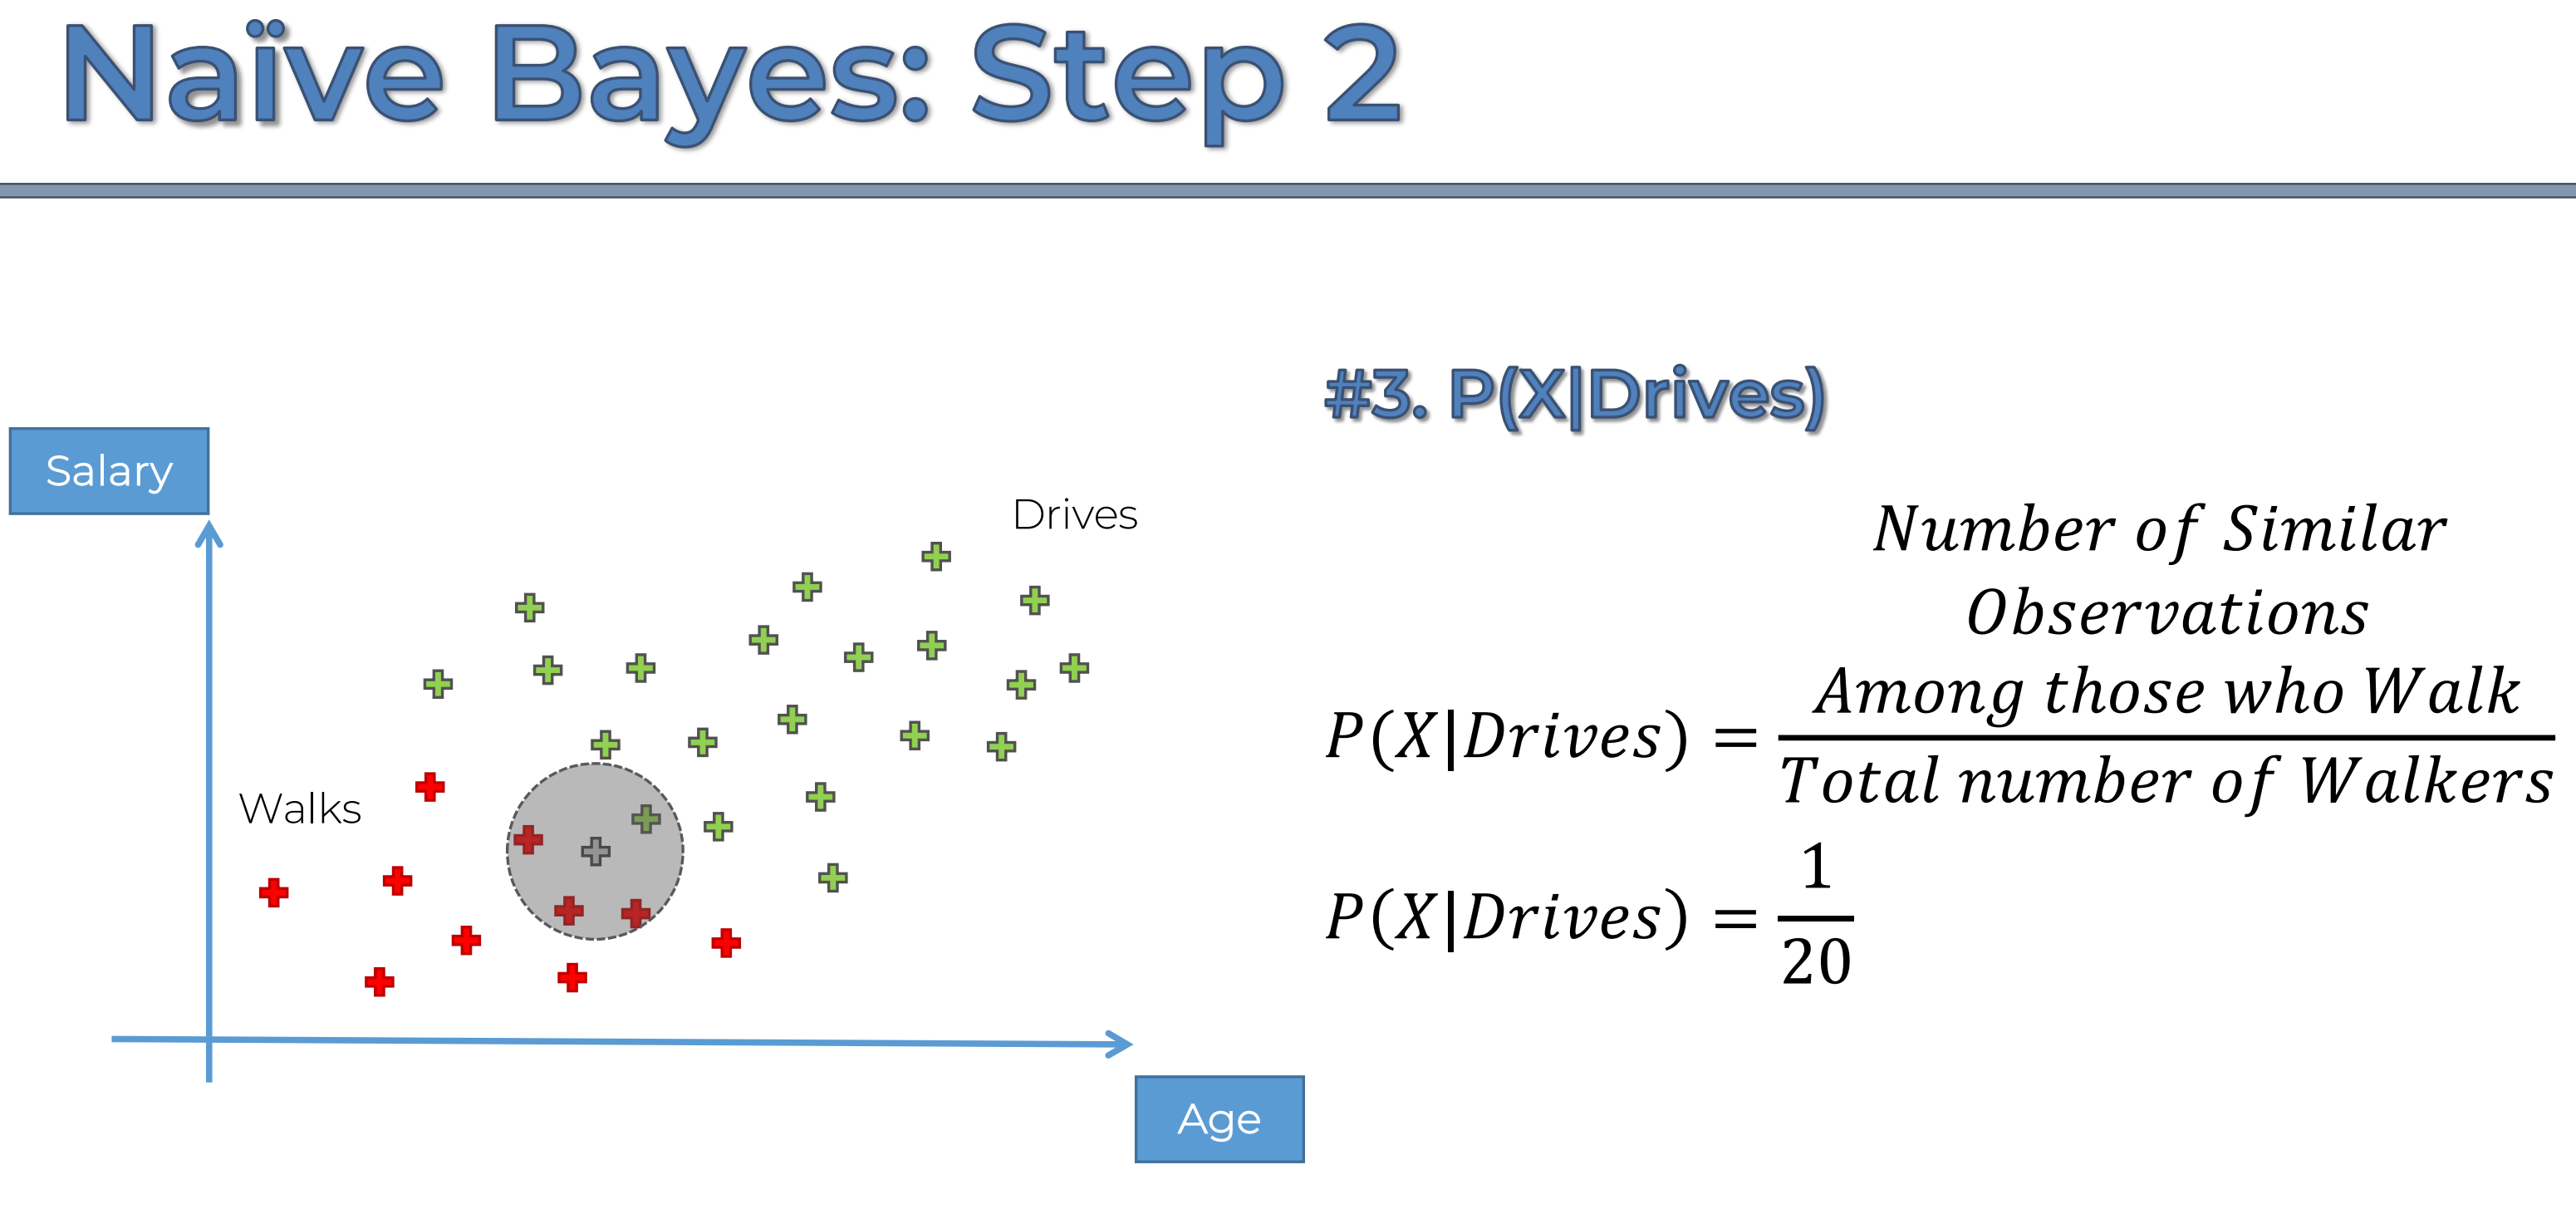 Naïve Bayes: Step 2
#3. P(X|Drives)
Salary
Drives
Walks
Age
Number of Similar
Observations
Among those who Walk
P(X|Drives) = 
Total number of Walkers
1
P(X|Drives) = 
20